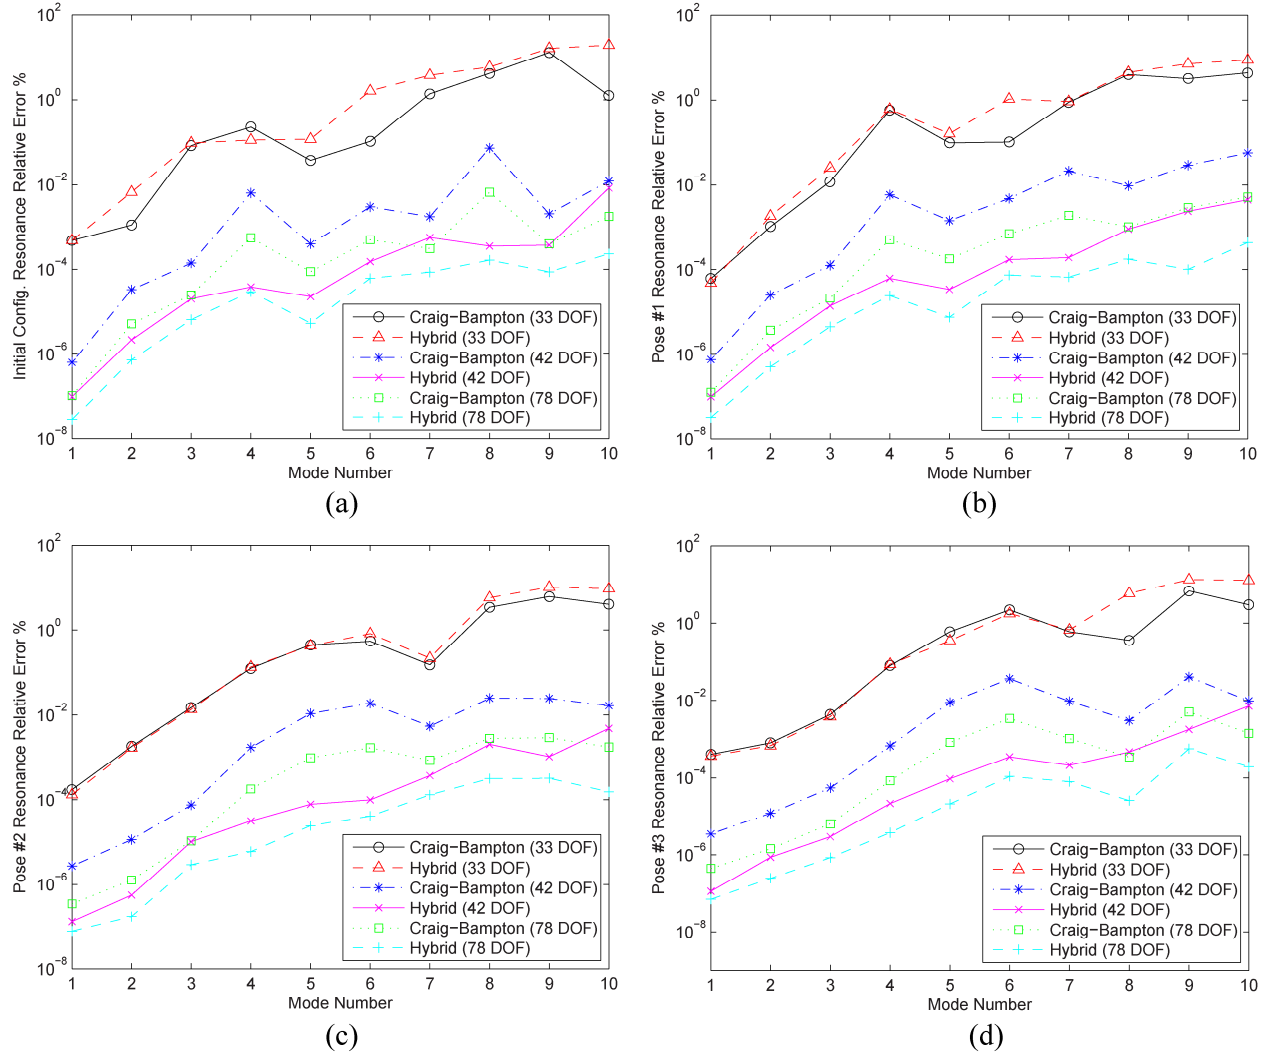 10^2
10^0
10^-2
10^-4
10^-6
10^-8
Initial Config. Resonance Relative Error %
Craig-Bampton (33 DOF)
Hybrid (33 DOF)
Craig-Bampton (42 DOF)
Hybrid (42 DOF)
Craig-Bampton (78 DOF)
Hybrid (78 DOF)
1 2 3 4 5 6 7 8 9 10
Mode Number
(a)
10^2
10^0
10^-2
10^-4
10^-6
10^-8
Pose #1 Resonance Relative Error %
Craig-Bampton (33 DOF)
Hybrid (33 DOF)
Craig-Bampton (42 DOF)
Hybrid (42 DOF)
Craig-Bampton (78 DOF)
Hybrid (78 DOF)
1 2 3 4 5 6 7 8 9 10
Mode Number
(b)
10^2
10^0
10^-2
10^-4
10^-6
10^-8
Pose #2 Resonance Relative Error %
Craig-Bampton (33 DOF)
Hybrid (33 DOF)
Craig-Bampton (42 DOF)
Hybrid (42 DOF)
Craig-Bampton (78 DOF)
Hybrid (78 DOF)
1 2 3 4 5 6 7 8 9 10
Mode Number
(c)
10^2
10^0
10^-2
10^-4
10^-6
10^-8
Pose #3 Resonance Relative Error %
Craig-Bampton (33 DOF)
Hybrid (33 DOF)
Craig-Bampton (42 DOF)
Hybrid (42 DOF)
Craig-Bampton (78 DOF)
Hybrid (78 DOF)
1 2 3 4 5 6 7 8 9 10
Mode Number
(d)